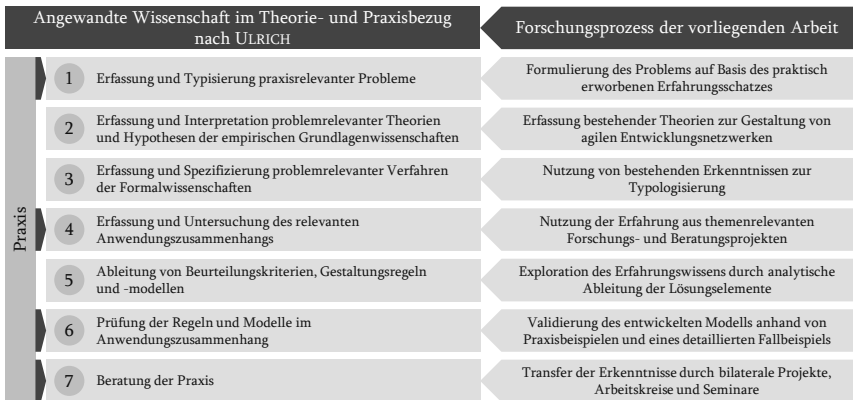 Angewandte Wissenschaft im Theorie- und Praxisbezug
nach ULRICH
Forschungsprozess der vorliegenden Arbeit
Praxis
1
Erfassung und Typisierung praxisrelevanter Probleme
Formulierung des Problems auf Basis des praktisch
erworbenen Erfahrungsschatzes
2
Erfassung und Interpretation problemrelevanter Theorien
und Hypothesen der empirischen Grundlagenwissenschaften
Erfassung bestehender Theorien zur Gestaltung von
agilen Entwicklungsnetzwerken
3
Erfassung und Spezifizierung problemrelevanter Verfahren
der Formalwissenschaften
Nutzung von bestehenden Erkenntnissen zur
Typologisierung
4
Erfassung und Untersuchung des relevanten
Anwendungszusammenhangs
Nutzung der Erfahrung aus themenrelevanten
Forschungs- und Beratungsprojekten
5
Ableitung von Beurteilungskriterien, Gestaltungsregeln
und -modellen
Exploration des Erfahrungswissens durch analytische
Ableitung der Lösungselemente
6
Prüfung der Regeln und Modelle im
Anwendungszusammenhang
Validierung des entwickelten Modells anhand von
Praxisbeispielen und eines detaillierten Fallbeispiels
7
Beratung der Praxis
Transfer der Erkenntnisse durch bilaterale Projekte,
Arbeitskreise und Seminare